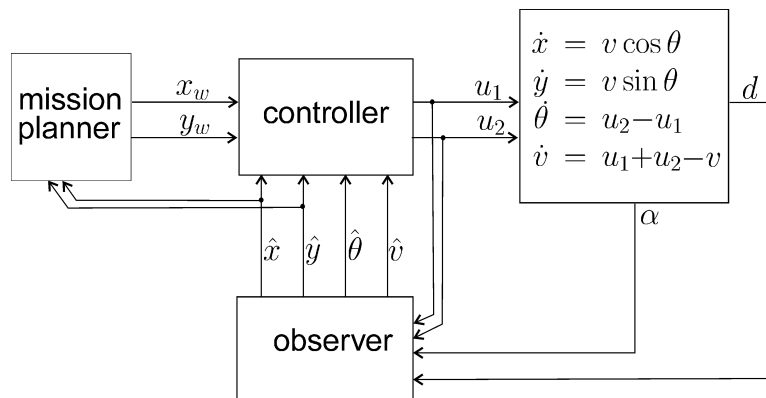 mission
planner
x_w
y_w
controller
u_1
u_2
ẋ = v cos θ
ẏ = v sin θ
θ̇ = u_2−u_1
v̇ = u_1+u_2−v
d
α
x̂
ŷ
θ̂
v̂
observer